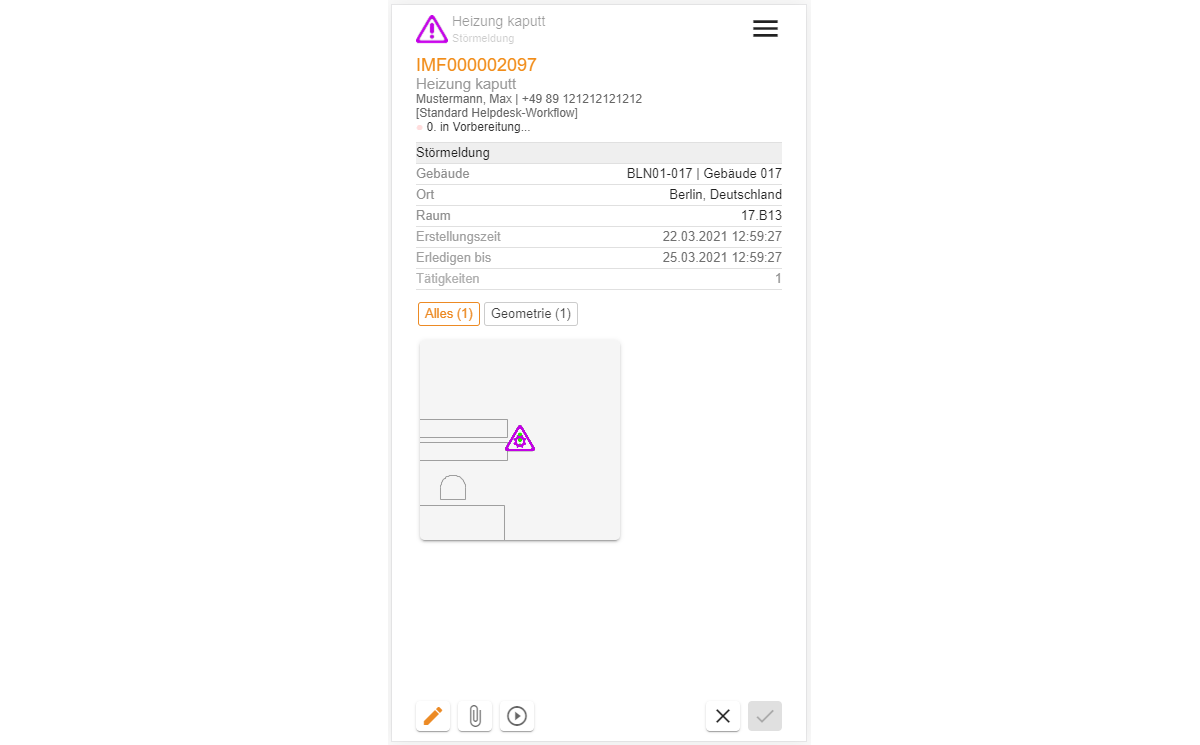 Heizung kaputt
Störmeldung
IMF000002097
Heizung kaputt
Mustermann, Max | +49 89 121212121212
[Standard Helpdesk-Workflow]
0. in Vorbereitung...
Störmeldung
Gebäude BLN01-017 | Gebäude 017
Ort Berlin, Deutschland
Raum 17.B13
Erstellungszeit 22.03.2021 12:59:27
Erledigen bis 25.03.2021 12:59:27
Tätigkeiten 1
Alles (1) Geometrie (1)